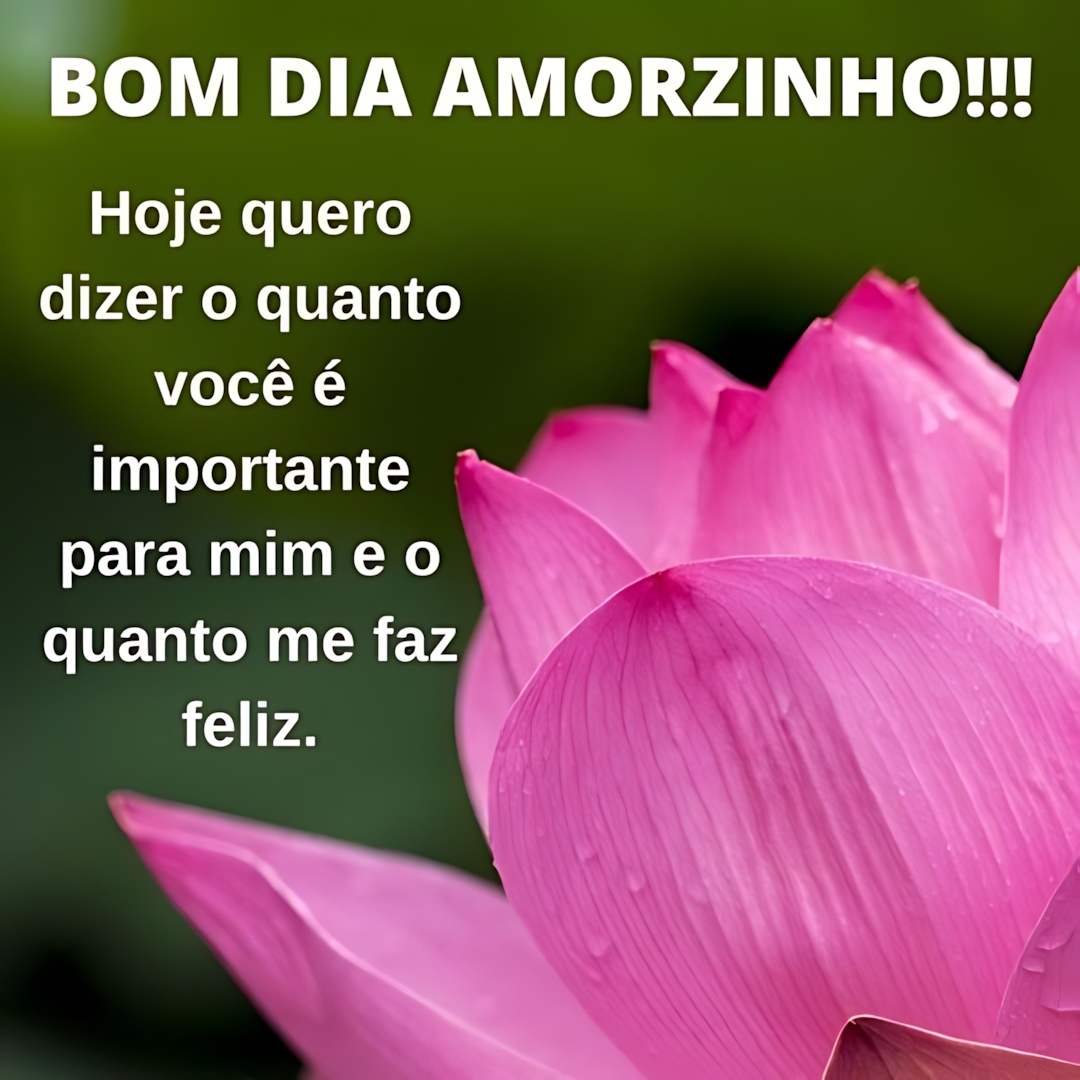 BOM DIA AMORZINHO!!!
Hoje quero
dizer o quanto
você é
importante
para mim e o
quanto me faz
feliz.